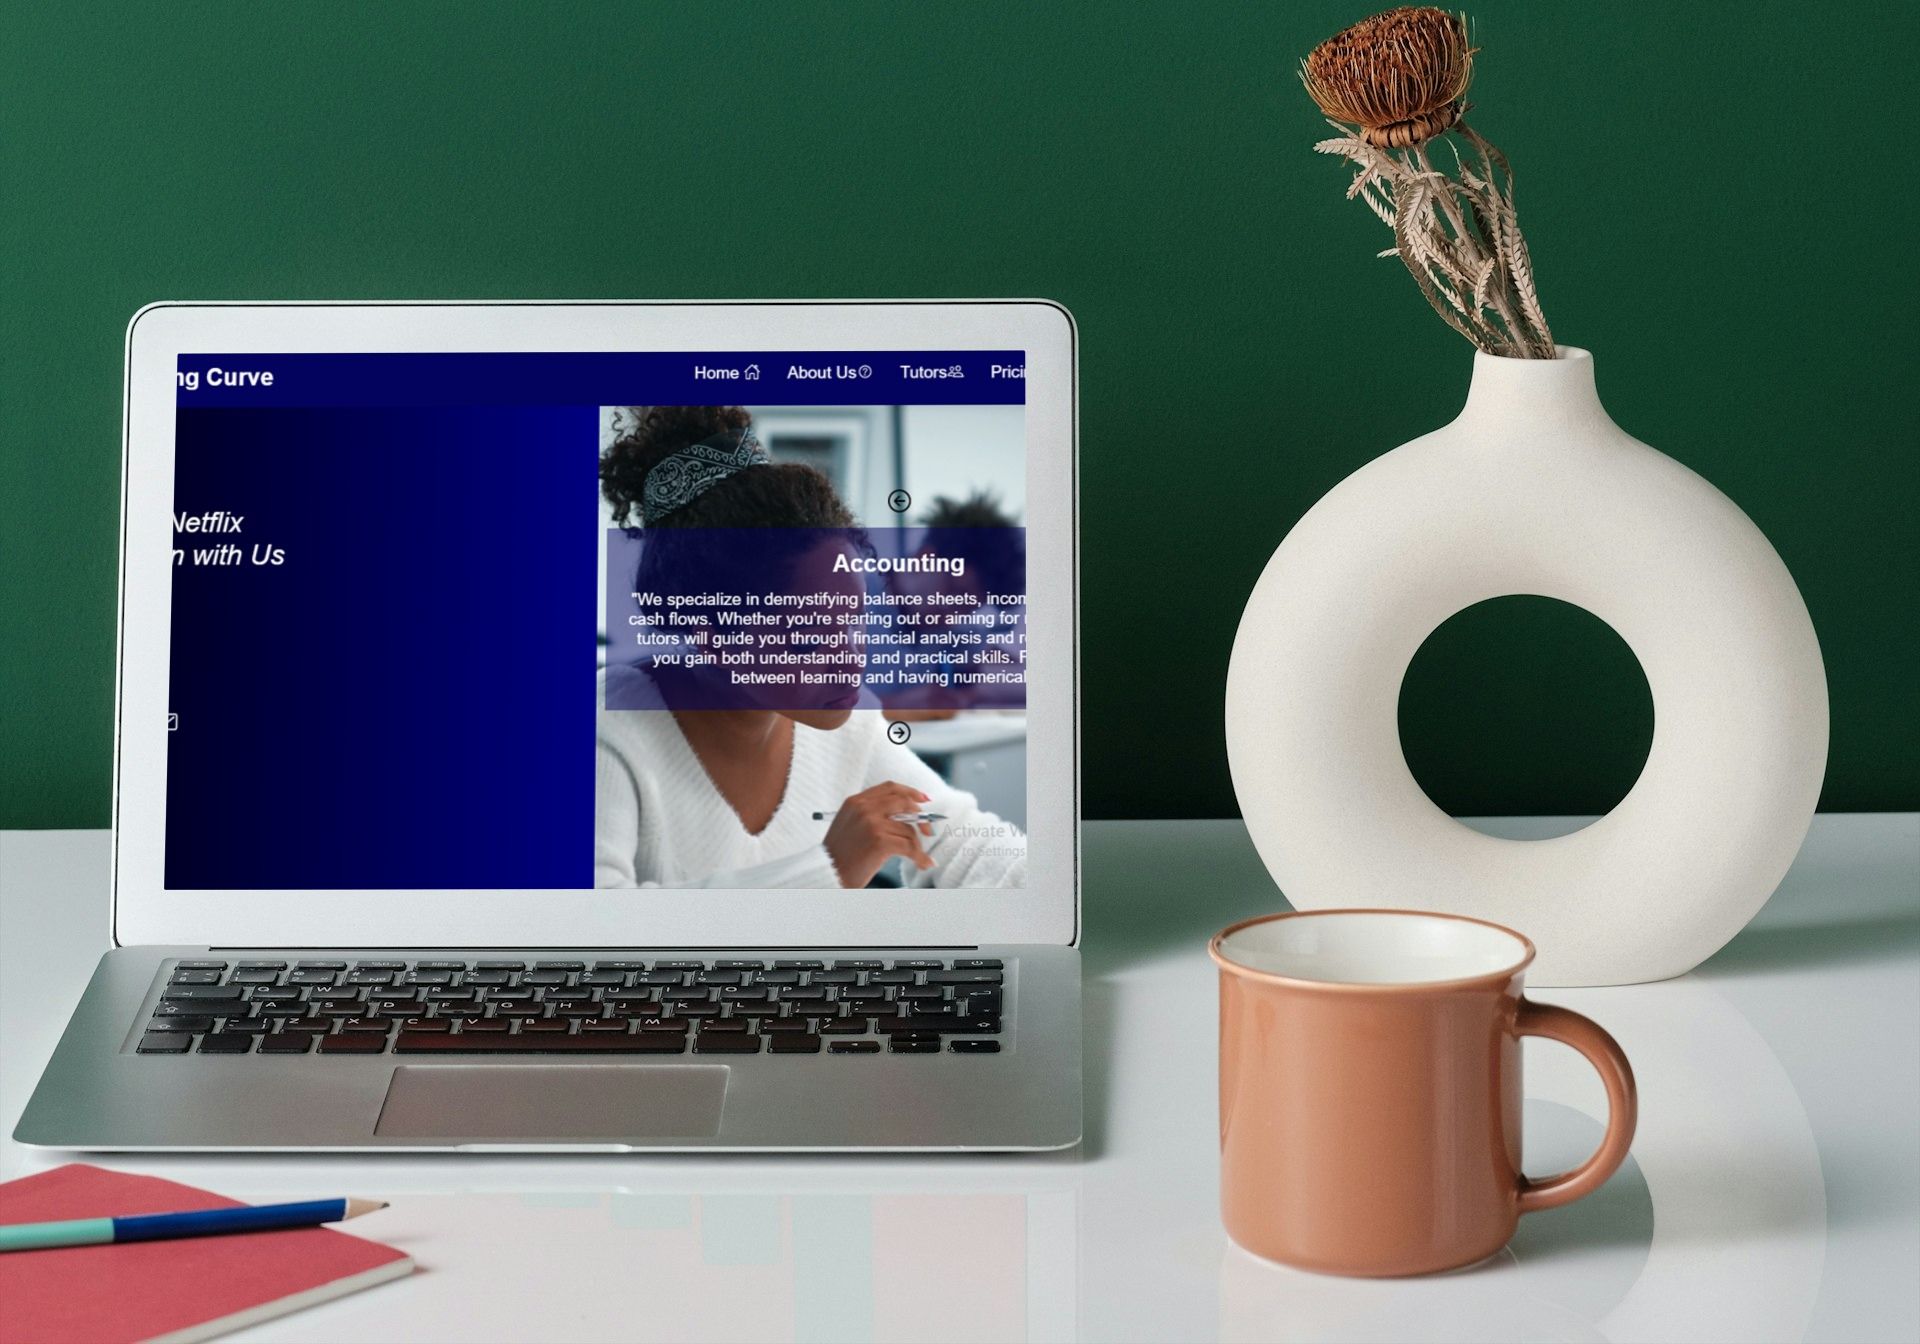 ng Curve
Home
About Us
Tutors
Netflix
n with Us
Accounting
"We specialize in demystifying balance sheets,
cash flows. Whether you're starting out or aiming for
tutors will guide you through financial analysis and
you gain both understanding and practical skills.
between learning and having numerical
Activate
Go to Settings
Q W E R T Y U I O P
A S D F G H J K L
Z X C V B N M